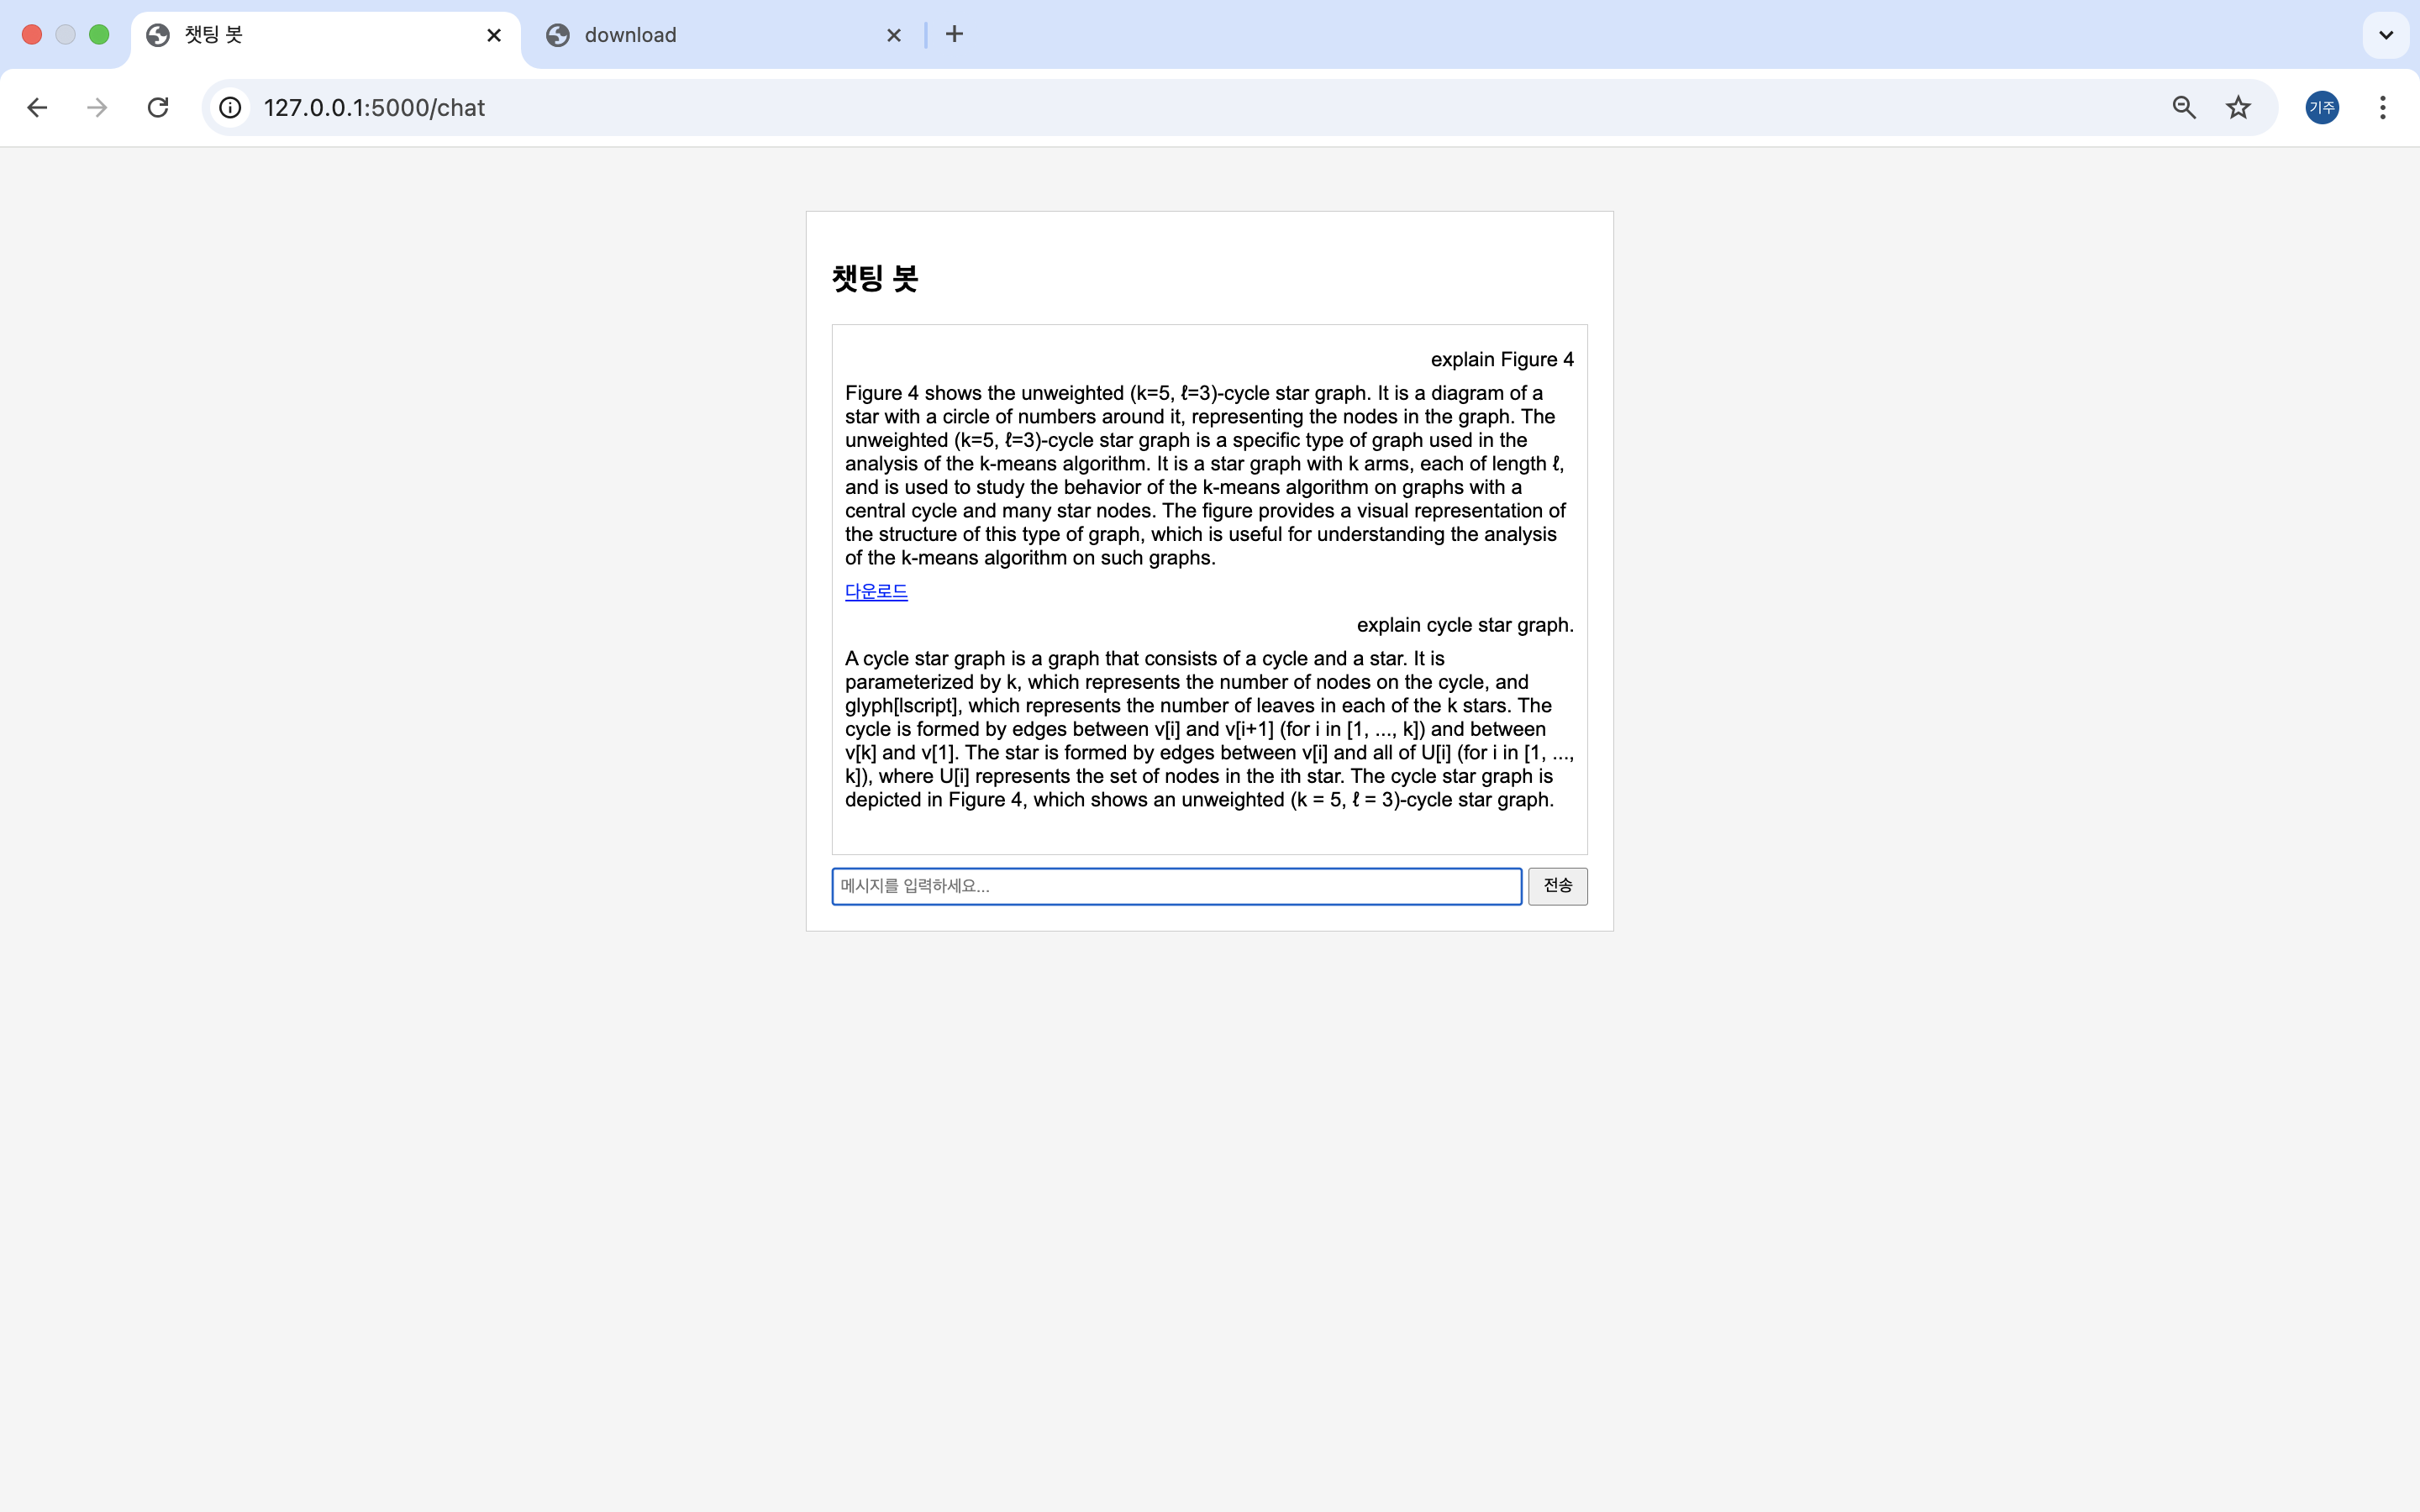 챗팅 봇
download
127.0.0.1:5000/chat
기주
챗팅 봇
explain Figure 4
Figure 4 shows the unweighted (k=5, ℓ=3)-cycle star graph. It is a diagram of a
star with a circle of numbers around it, representing the nodes in the graph. The
unweighted (k=5, ℓ=3)-cycle star graph is a specific type of graph used in the
analysis of the k-means algorithm. It is a star graph with k arms, each of length ℓ,
and is used to study the behavior of the k-means algorithm on graphs with a
central cycle and many star nodes. The figure provides a visual representation of
the structure of this type of graph, which is useful for understanding the analysis
of the k-means algorithm on such graphs.
다운로드
explain cycle star graph.
A cycle star graph is a graph that consists of a cycle and a star. It is
parameterized by k, which represents the number of nodes on the cycle, and
glyph[lscript], which represents the number of leaves in each of the k stars. The
cycle is formed by edges between v[i] and v[i+1] (for i in [1, ..., k]) and between
v[k] and v[1]. The star is formed by edges between v[i] and all of U[i] (for i in [1, ...,
k]), where U[i] represents the set of nodes in the ith star. The cycle star graph is
depicted in Figure 4, which shows an unweighted (k = 5, ℓ = 3)-cycle star graph.
메시지를 입력하세요...
전송